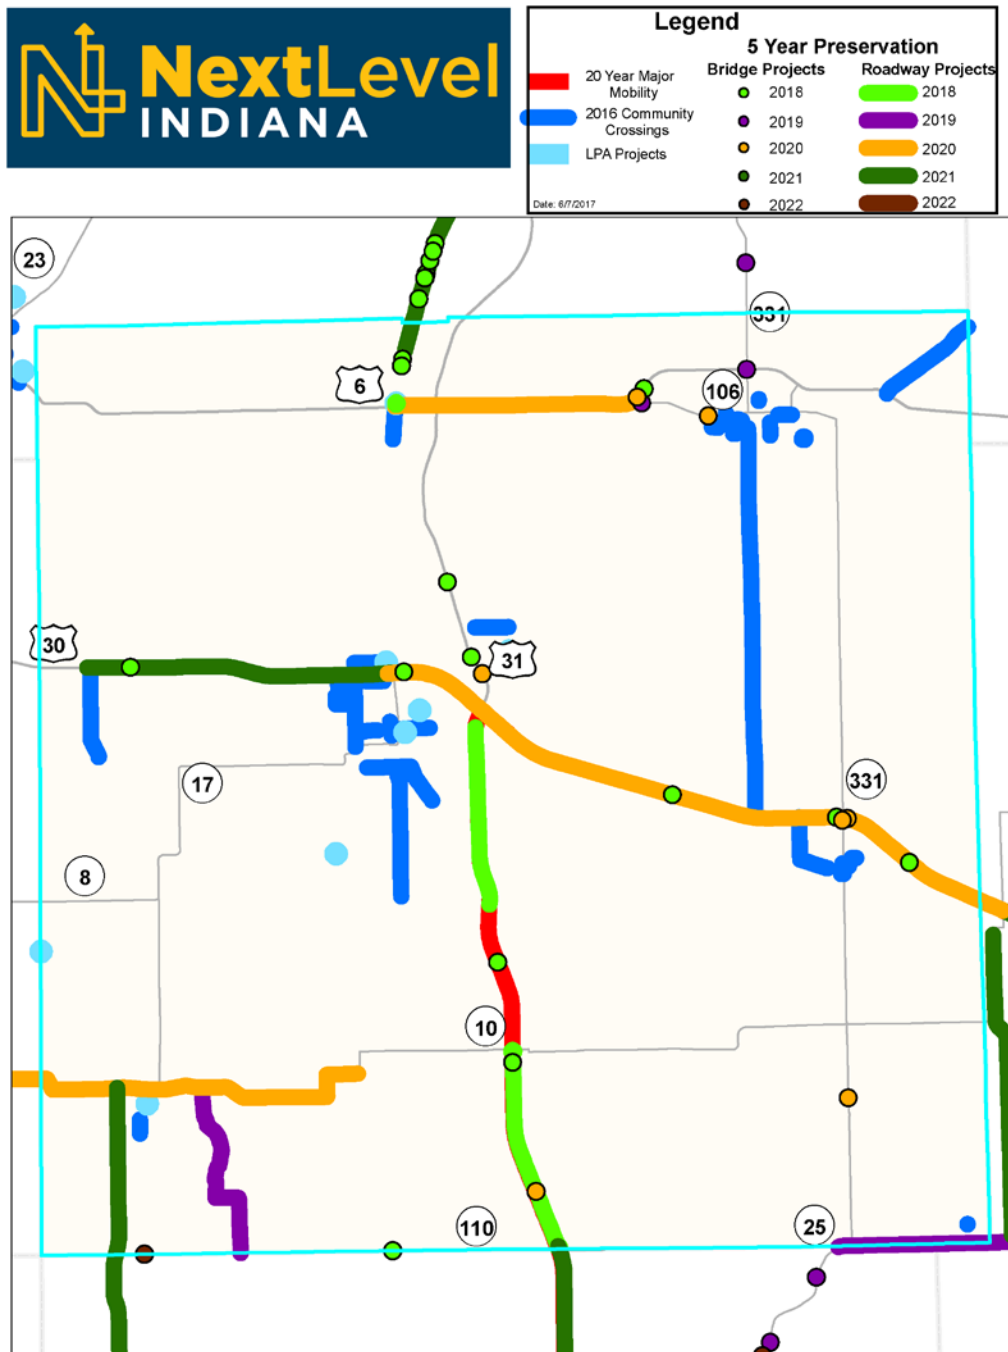 NextLevel
INDIANA
Legend
5 Year Preservation
Bridge Projects
Roadway Projects
20 Year Major
Mobility
2016 Community
Crossings
LPA Projects
2018
2019
2020
2021
2022
2018
2019
2020
2021
2022
Date: 6/7/2017
23
331
6
106
30
31
17
331
8
10
110
25